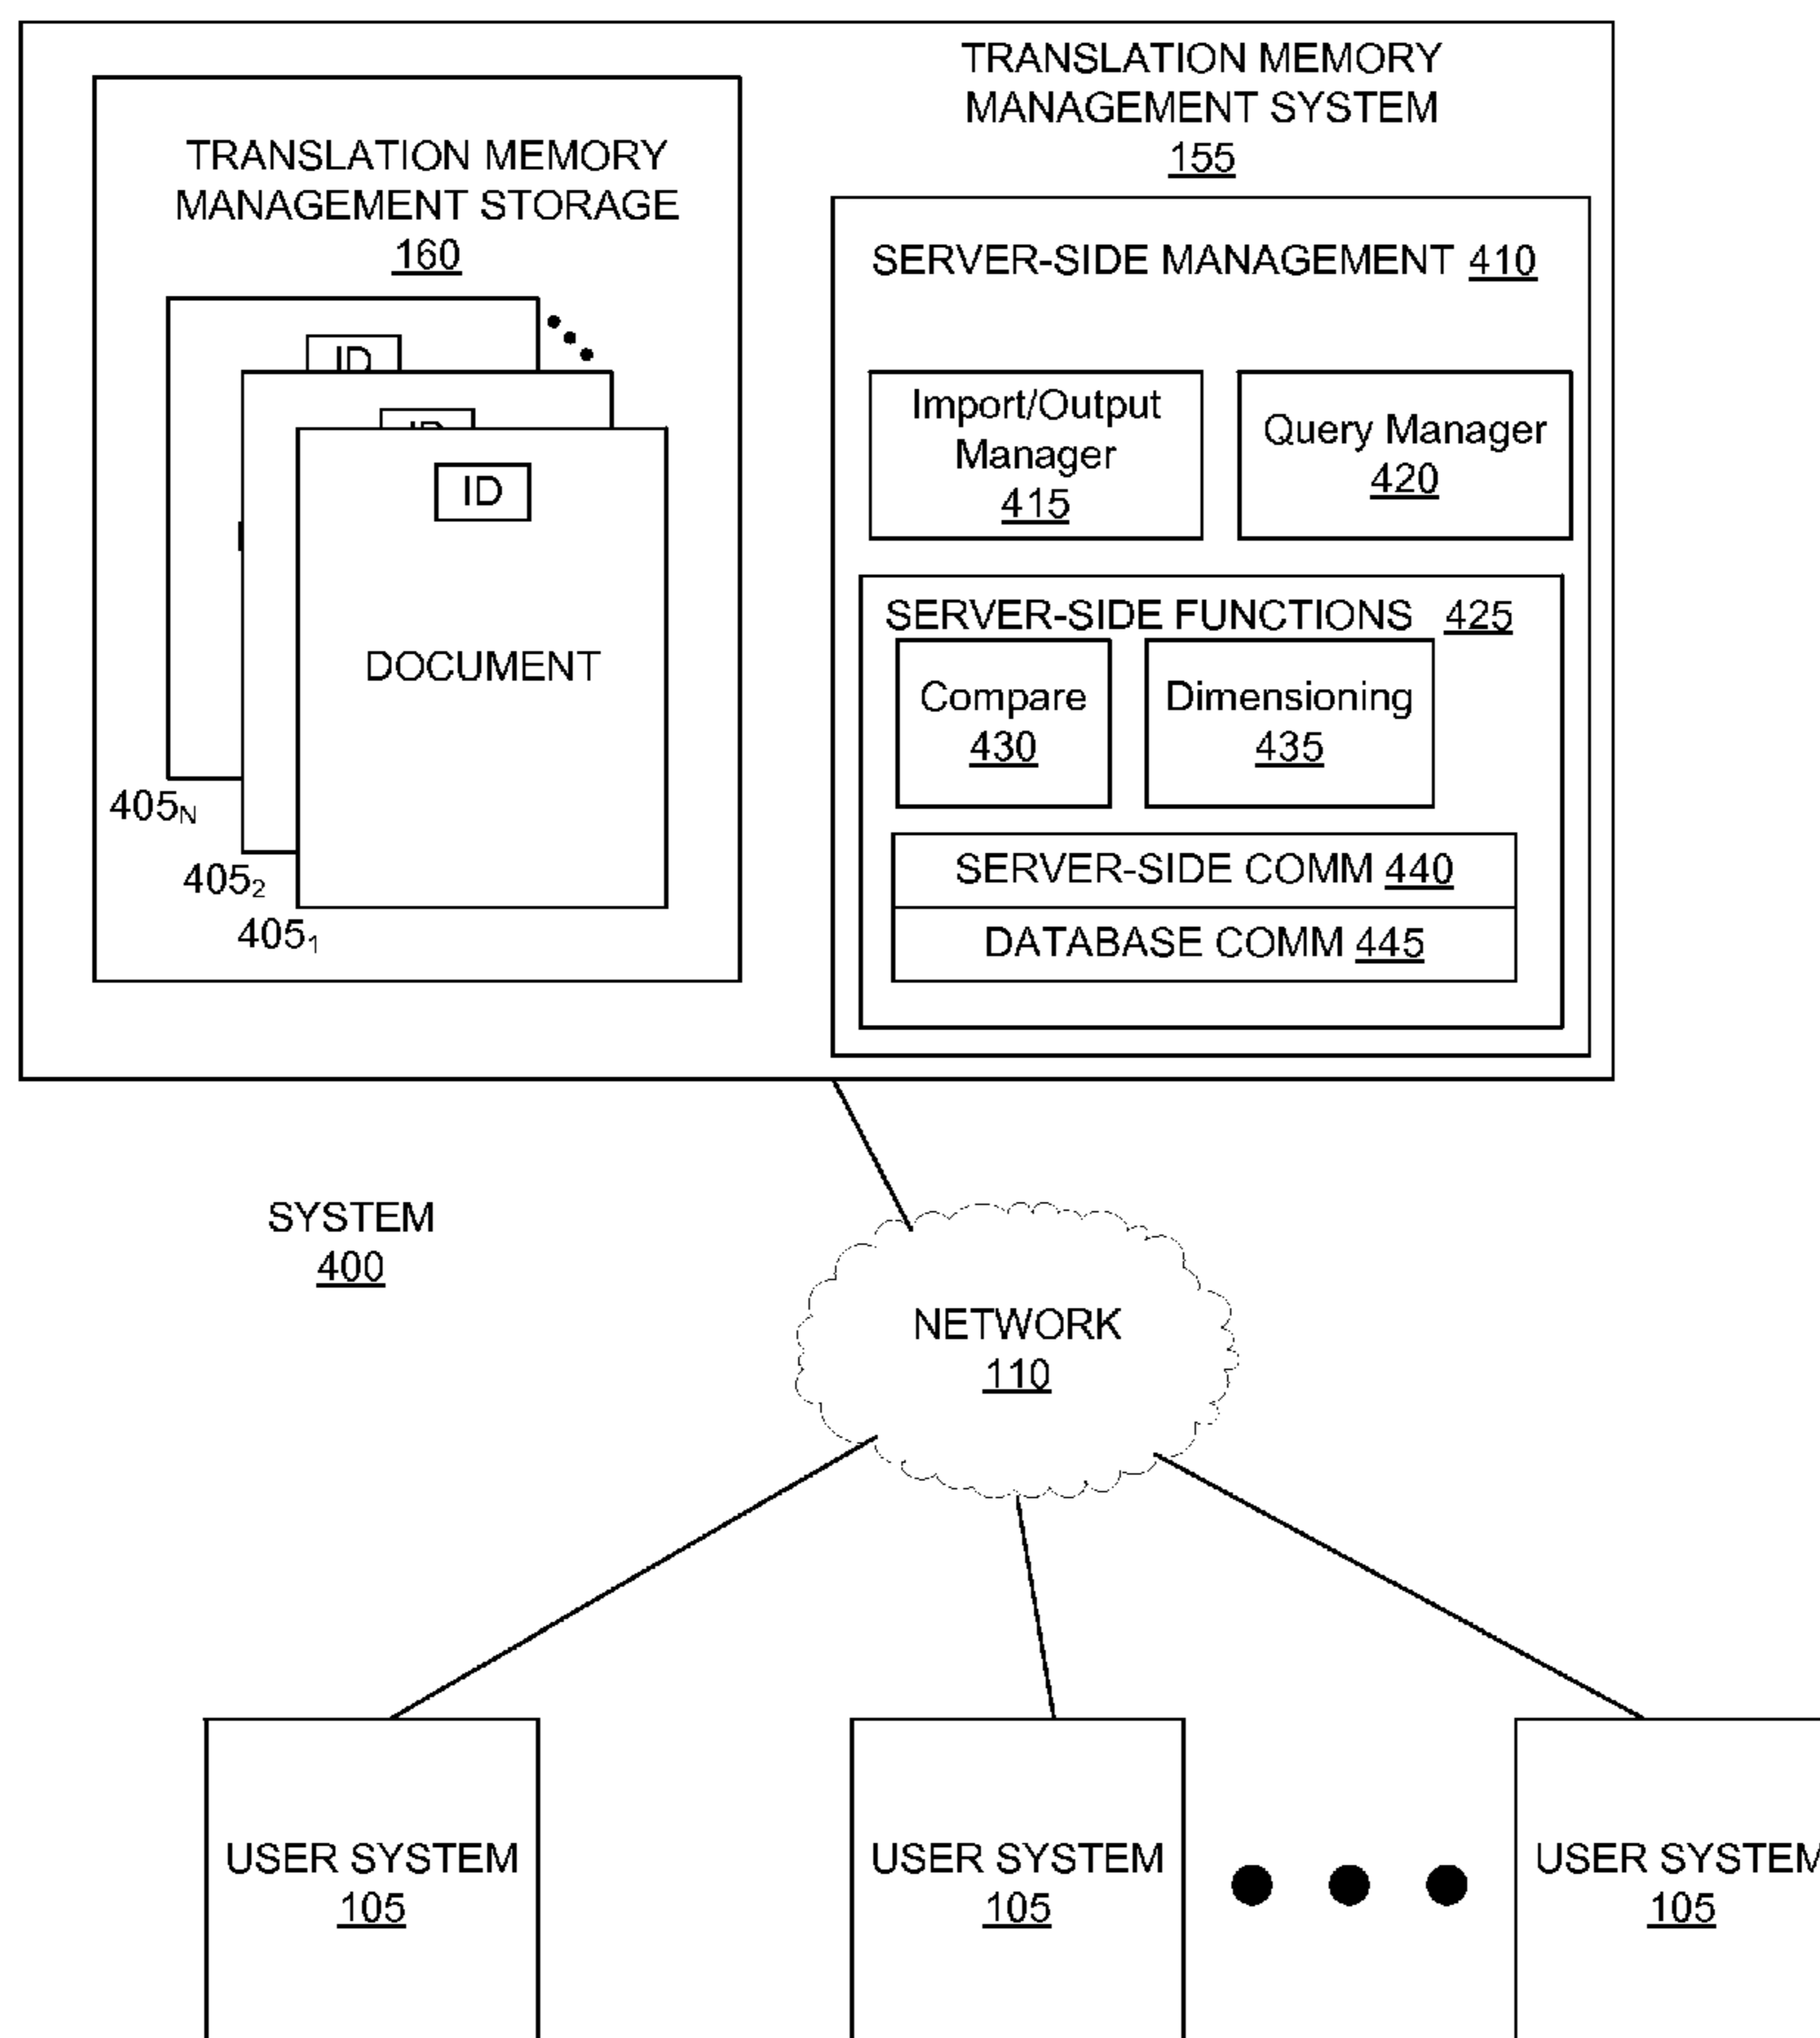 TRANSLATION MEMORY
MANAGEMENT SYSTEM
155
TRANSLATION MEMORY
MANAGEMENT STORAGE
160
ID
ID
ID
DOCUMENT
405N
4052
4051
SERVER-SIDE MANAGEMENT 410
Import/Output
Manager
415
Query Manager
420
SERVER-SIDE FUNCTIONS 425
Compare
430
Dimensioning
435
SERVER-SIDE COMM 440
DATABASE COMM 445
SYSTEM
400
NETWORK
110
USER SYSTEM
105
USER SYSTEM
105
USER SYSTEM
105